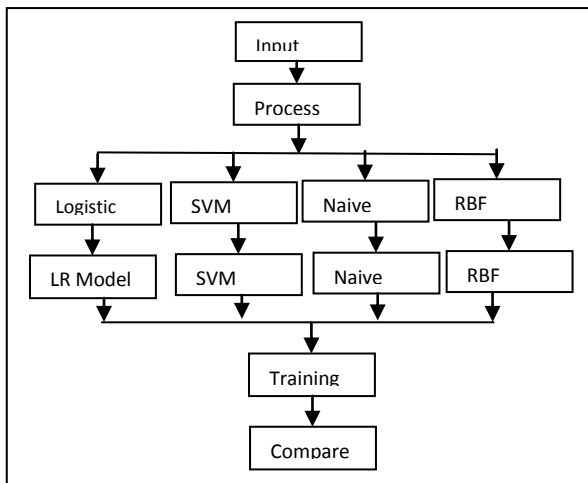 Input
Process
Logistic
SVM
Naive
RBF
LR Model
SVM
Naive
RBF
Training
Compare